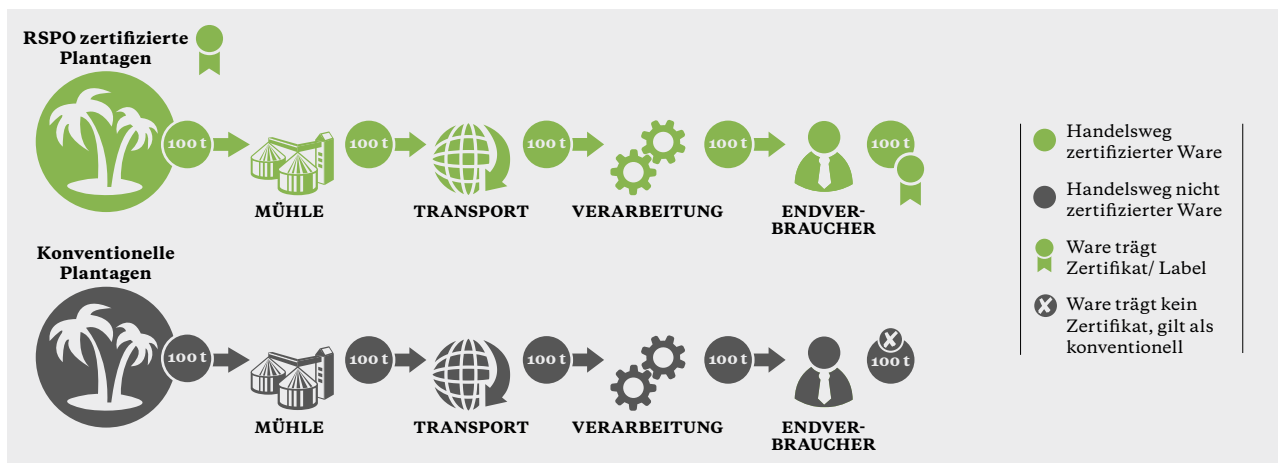 RSPO zertifizierte
Plantagen
100 t
100 t
100 t
100 t
100 t
MÜHLE
TRANSPORT
VERARBEITUNG
ENDVER-
BRAUCHER
Konventionelle
Plantagen
100 t
100 t
100 t
100 t
100 t
MÜHLE
TRANSPORT
VERARBEITUNG
ENDVER-
BRAUCHER
Handelsweg
zertifizierter Ware
Handelsweg nicht
zertifizierter Ware
Ware trägt
Zertifikat/ Label
Ware trägt kein
Zertifikat, gilt als
konventionell